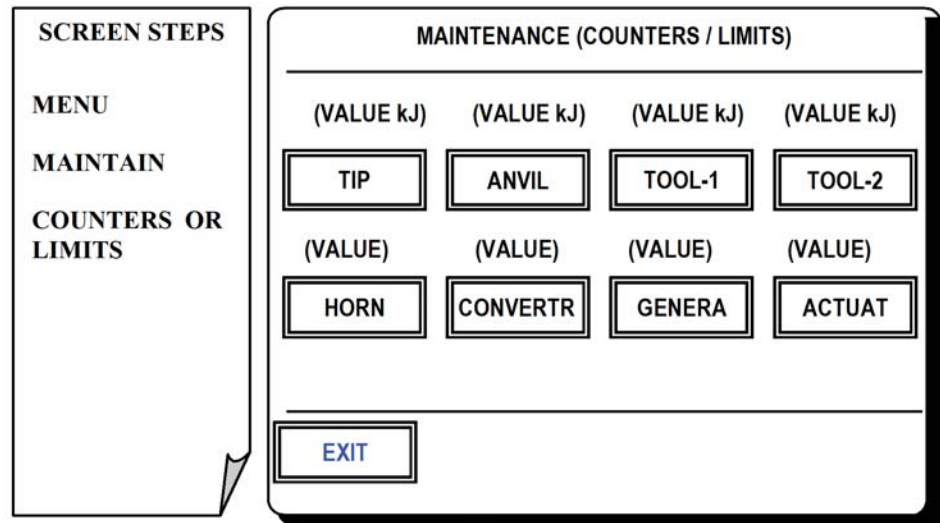 SCREEN STEPS
MENU
MAINTAIN
COUNTERS OR
LIMITS
MAINTENANCE (COUNTERS / LIMITS)
(VALUE kJ) (VALUE kJ) (VALUE kJ) (VALUE kJ)
TIP ANVIL TOOL-1 TOOL-2
(VALUE) (VALUE) (VALUE) (VALUE)
HORN CONVERTR GENERA ACTUAT
EXIT